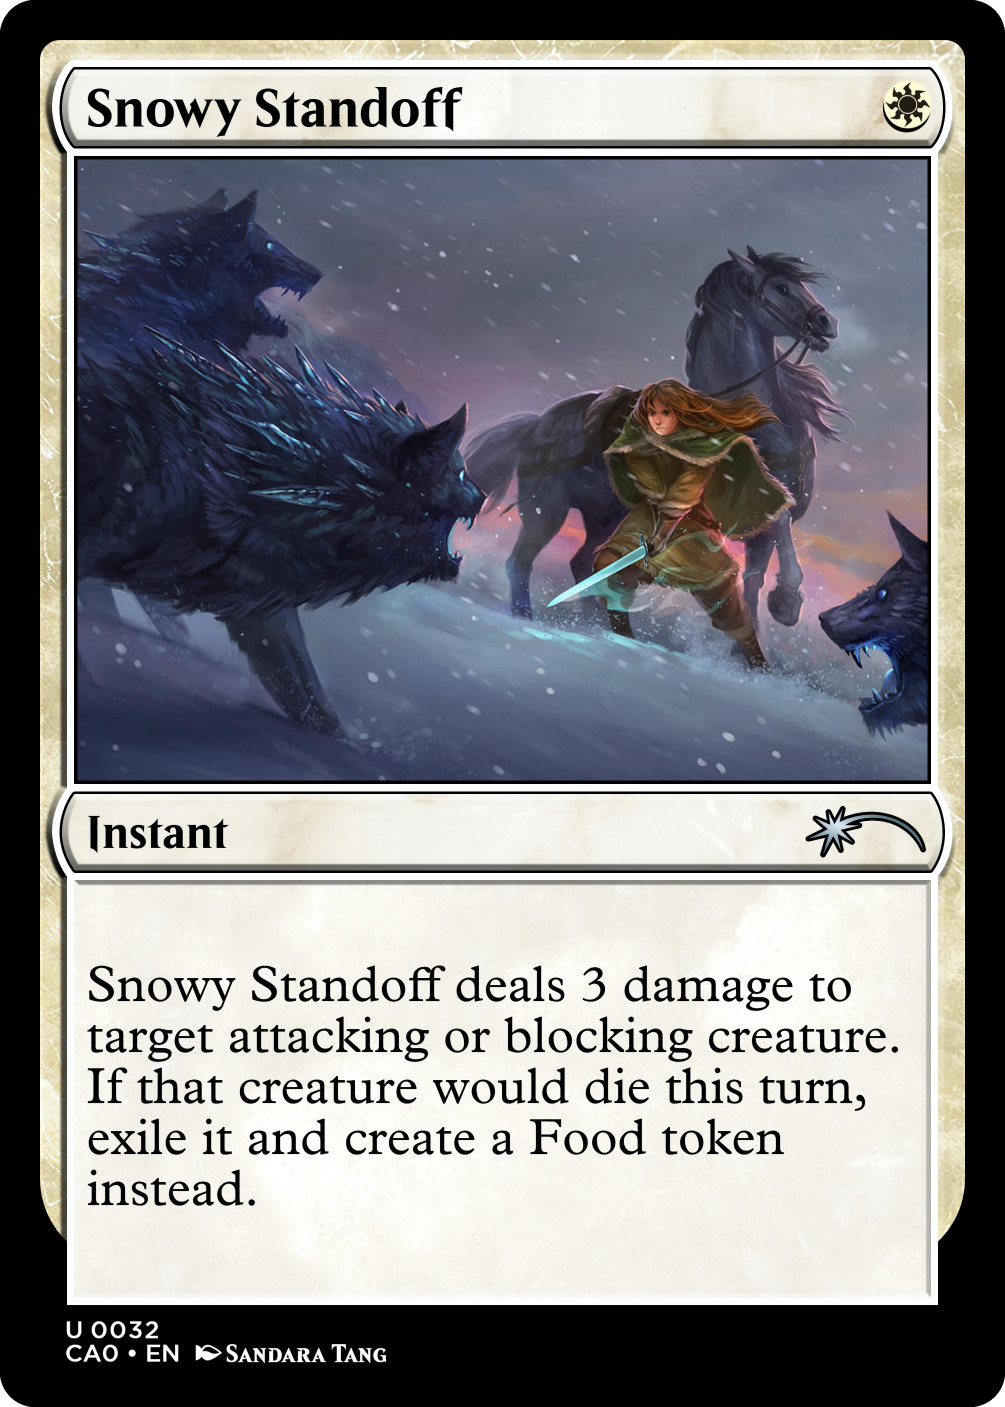 Snowy Standoff
Instant
Snowy Standoff deals 3 damage to
target attacking or blocking creature.
If that creature would die this turn,
exile it and create a Food token
instead.
U 0032
CAO • EN Sandara Tang